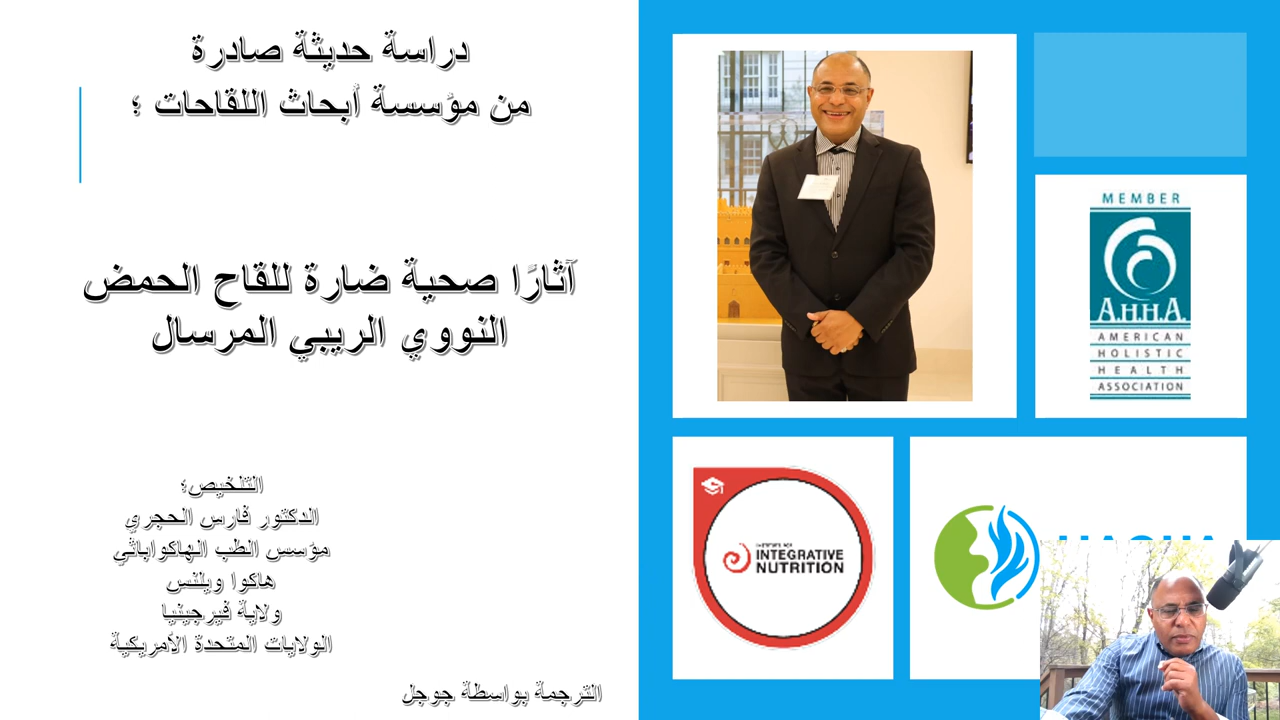 دراسة حديثة صادرة
من مؤسسة أبحاث اللقاحات ؛
آثارًا صحية ضارة للقاح الحمض
النووي الريبي المرسال
التلخيص؛
الدكتور فارس الحجري
مؤسس الطب الهاكواباثي
هاكوا ويلنس
ولاية فيرجينيا
الولايات المتحدة الأمريكية
الترجمة بواسطة جوجل
MEMBER
A.H.H.A.
AMERICAN
HOLISTIC
HEALTH
ASSOCIATION
INTEGRATIVE
NUTRITION